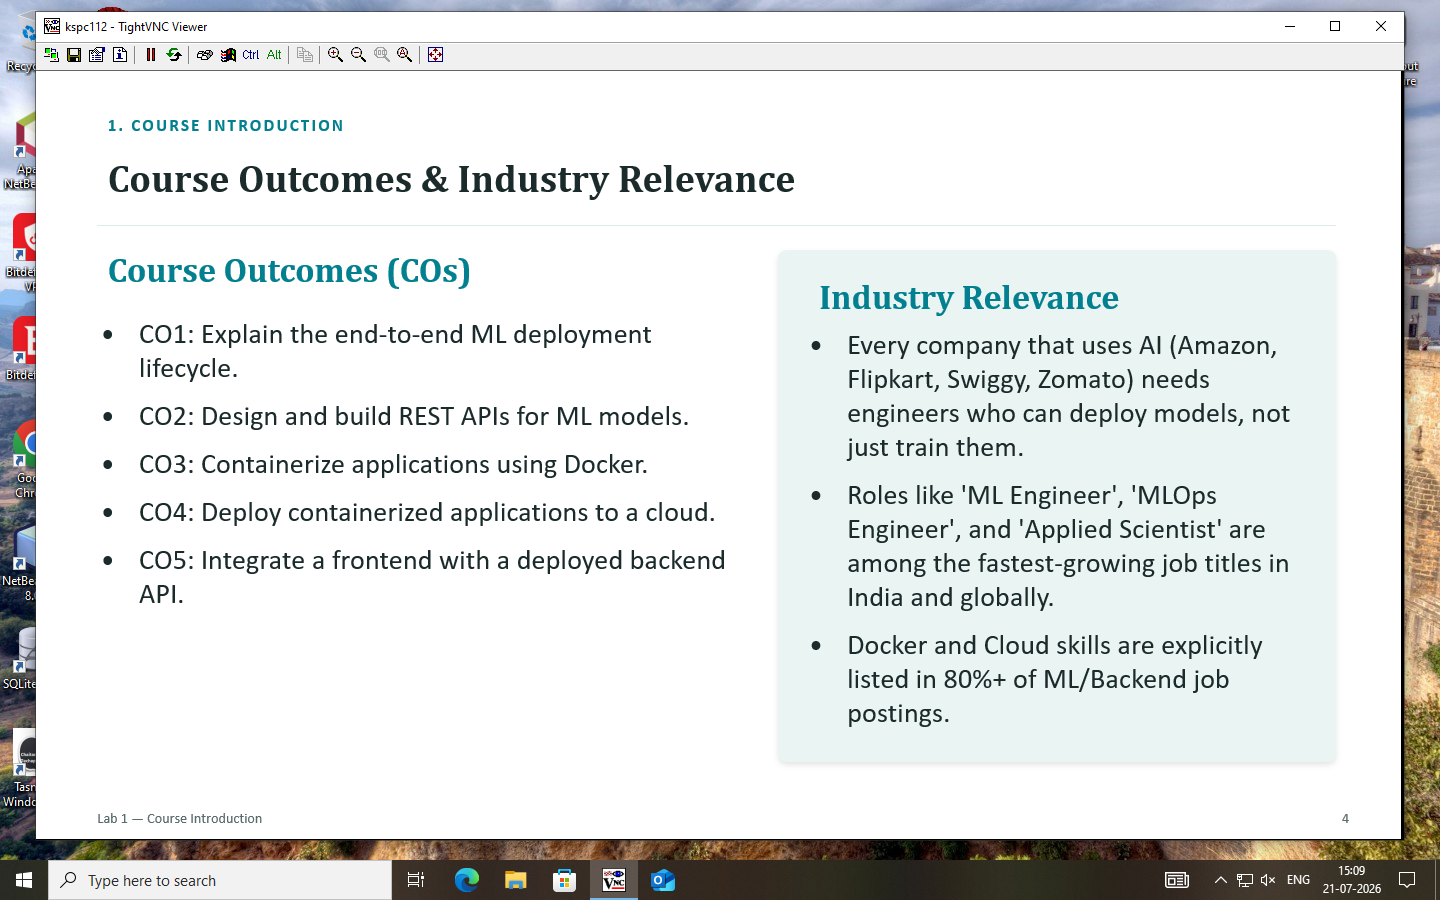 kspc112 - TightVNC Viewer
Ctrl Alt
1. COURSE INTRODUCTION
Course Outcomes & Industry Relevance
Course Outcomes (COs)
• CO1: Explain the end-to-end ML deployment
lifecycle.
• CO2: Design and build REST APIs for ML models.
• CO3: Containerize applications using Docker.
• CO4: Deploy containerized applications to a cloud.
• CO5: Integrate a frontend with a deployed backend
API.
Industry Relevance
• Every company that uses AI (Amazon,
Flipkart, Swiggy, Zomato) needs
engineers who can deploy models, not
just train them.
• Roles like 'ML Engineer', 'MLOps
Engineer', and 'Applied Scientist' are
among the fastest-growing job titles in
India and globally.
• Docker and Cloud skills are explicitly
listed in 80%+ of ML/Backend job
postings.
Lab 1 — Course Introduction
4
Type here to search
ENG
15:09
21-07-2026